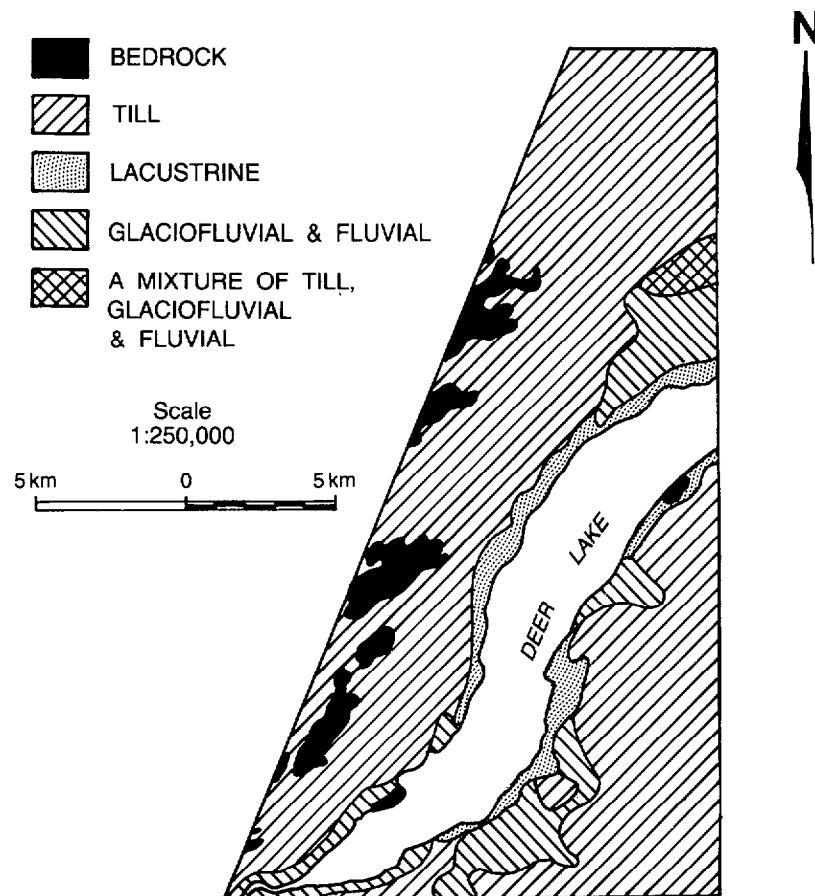 N
BEDROCK
TILL
LACUSTRINE
GLACIOFLUVIAL & FLUVIAL
A MIXTURE OF TILL,
GLACIOFLUVIAL
& FLUVIAL
Scale
1:250,000
5 km 0 5 km
DEER LAKE